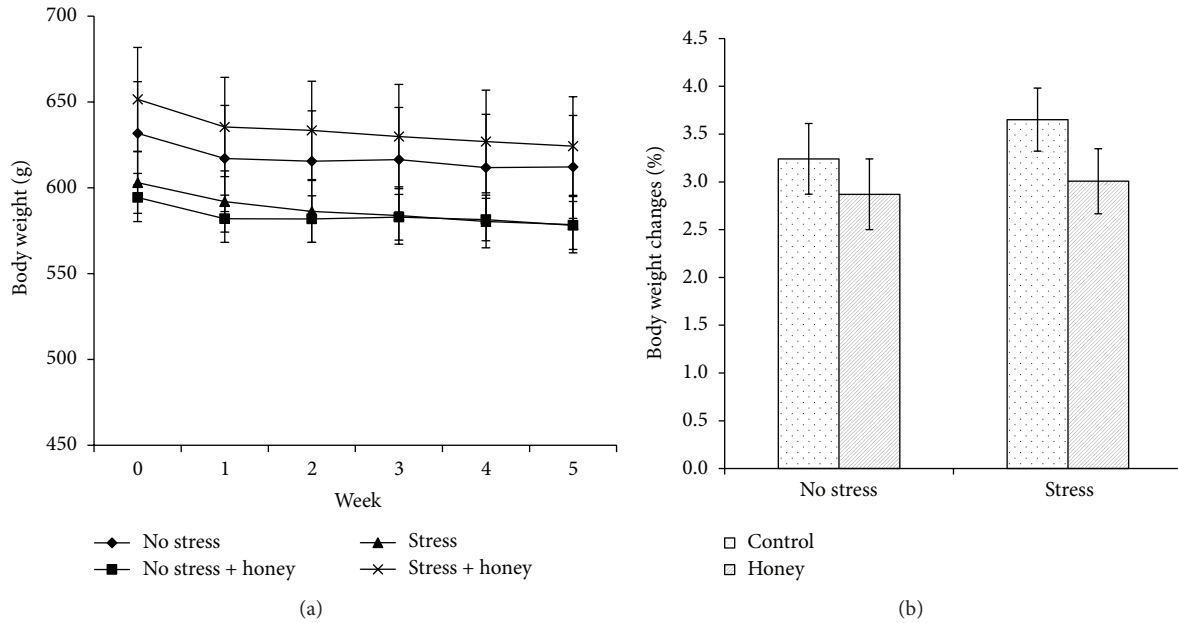 700
650
600
550
500
450
Body weight (g)
0 1 2 3 4 5
Week
No stress
Stress
No stress + honey
Stress + honey
(a)
4.5
4.0
3.5
3.0
2.5
2.0
1.5
1.0
0.5
0.0
Body weight changes (%)
No stress Stress
Control
Honey
(b)